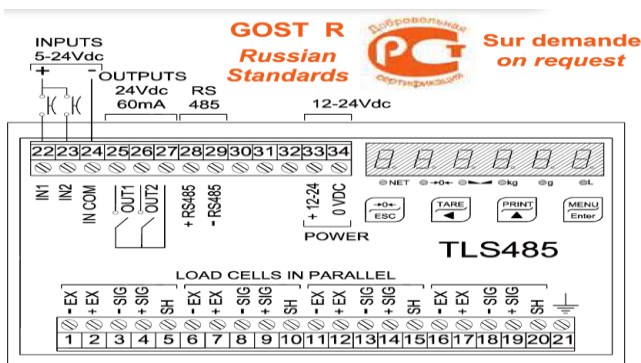 GOST R
Russian
Standards
Добровольная
сертификация
Sur demande
on request
INPUTS
5-24Vdc
+ -
OUTPUTS
24Vdc
60mA
RS
485
12-24Vdc
22 23 24 25 26 27 28 29 30 31 32 33 34
IN1
IN2
IN COM
OUT1
OUT2
+ RS485
- RS485
+ 12-24
0 VDC
POWER
NET →0← kg g L
→0←
ESC
TARE
PRINT
MENU
Enter
TLS485
LOAD CELLS IN PARALLEL
- EX + EX - SIG + SIG SH - EX + EX - SIG + SIG SH - EX + EX - SIG + SIG SH - EX + EX - SIG + SIG SH
1 2 3 4 5 6 7 8 9 10 11 12 13 14 15 16 17 18 19 20 21